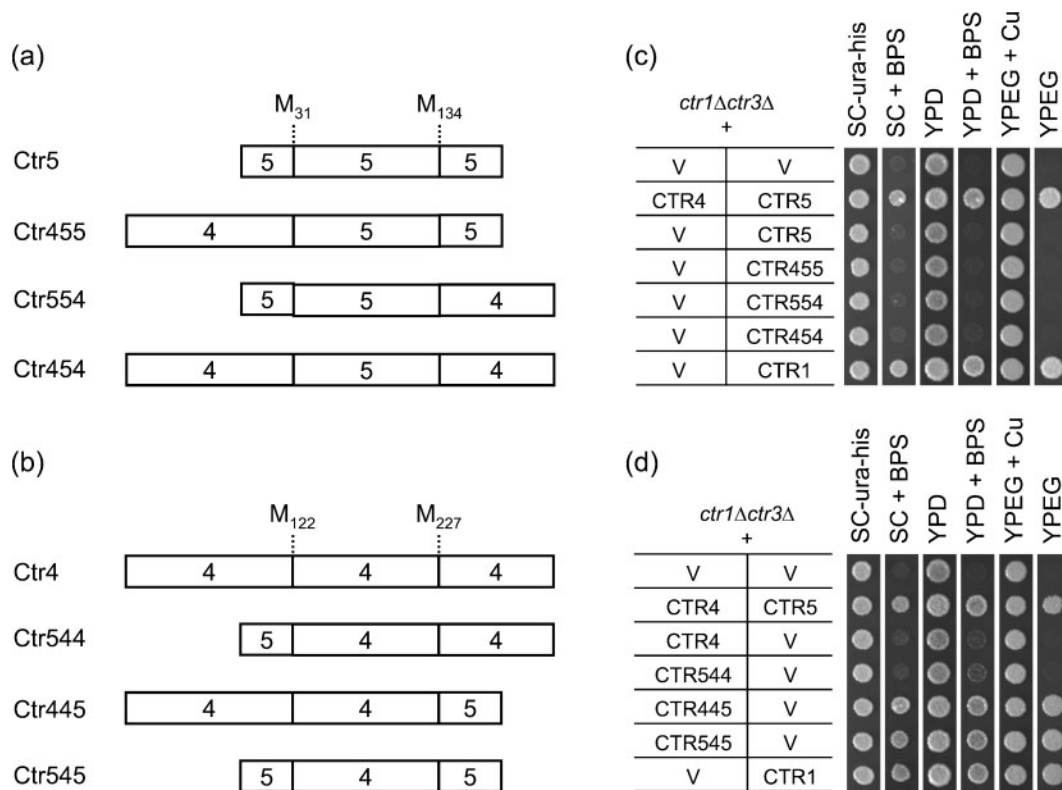 (a)
M31 M134
Ctr5 5 5 5
Ctr455 4 5 5
Ctr554 5 5 4
Ctr454 4 5 4
(b)
M122 M227
Ctr4 4 4 4
Ctr544 5 4 4
Ctr445 4 4 5
Ctr545 5 4 5
(c)
SC-ura-his SC + BPS YPD YPD + BPS YPEG + Cu YPEG
ctr1Δctr3Δ
+
V V
CTR4 CTR5
V CTR5
V CTR455
V CTR554
V CTR454
V CTR1
(d)
SC-ura-his SC + BPS YPD YPD + BPS YPEG + Cu YPEG
ctr1Δctr3Δ
+
V V
CTR4 CTR5
CTR4 V
CTR544 V
CTR445 V
CTR545 V
V CTR1